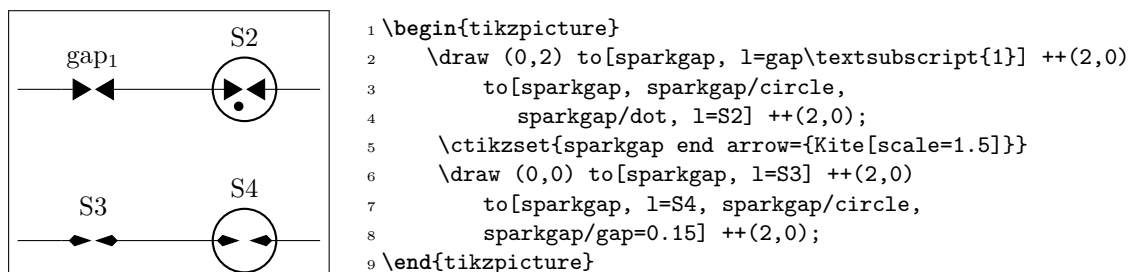 gap₁
S2
S3
S4
1 \begin{tikzpicture}
2 \draw (0,2) to[sparkgap, l=gap\textsubscript{1}] ++(2,0)
3 to[sparkgap, sparkgap/circle,
4 sparkgap/dot, l=S2] ++(2,0);
5 \ctikzset{sparkgap end arrow={Kite[scale=1.5]}}
6 \draw (0,0) to[sparkgap, l=S3] ++(2,0)
7 to[sparkgap, l=S4, sparkgap/circle,
8 sparkgap/gap=0.15] ++(2,0);
9 \end{tikzpicture}